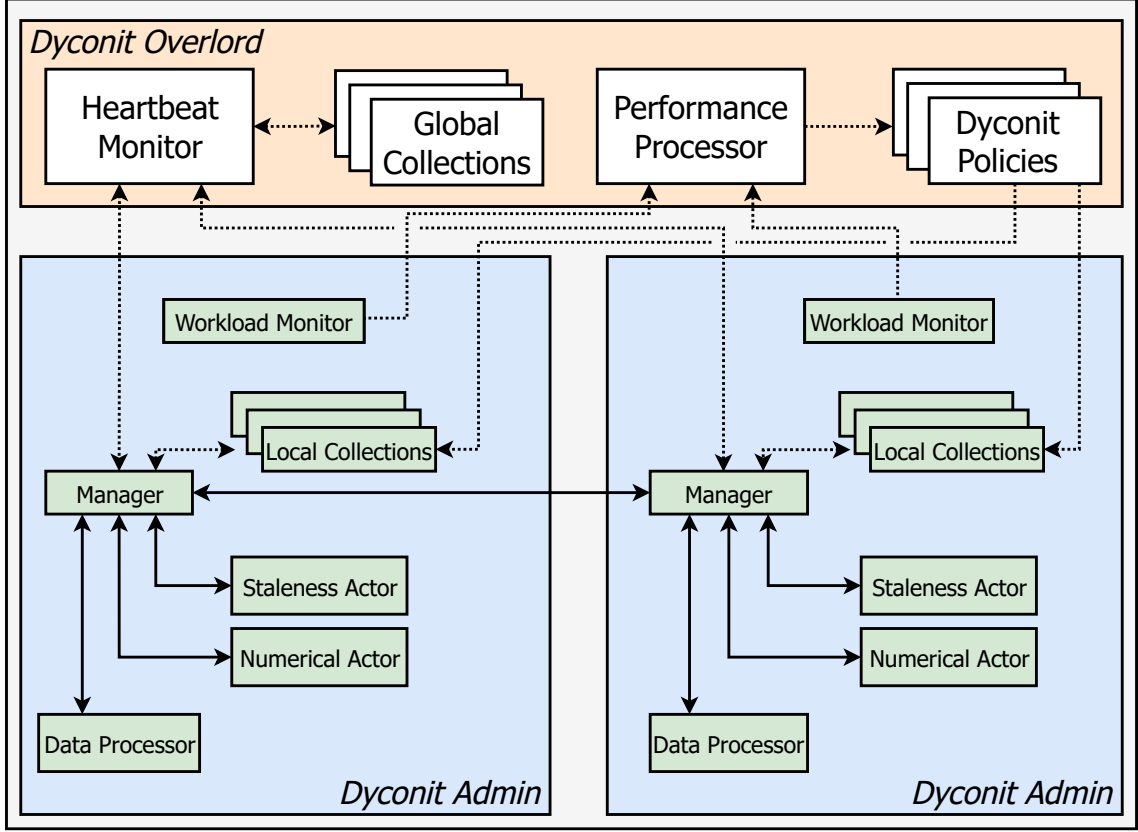 Dyconit Overlord
Heartbeat
Monitor
Global
Collections
Performance
Processor
Dyconit
Policies
Workload Monitor
Local Collections
Manager
Staleness Actor
Numerical Actor
Data Processor
Dyconit Admin
Workload Monitor
Local Collections
Manager
Staleness Actor
Numerical Actor
Data Processor
Dyconit Admin